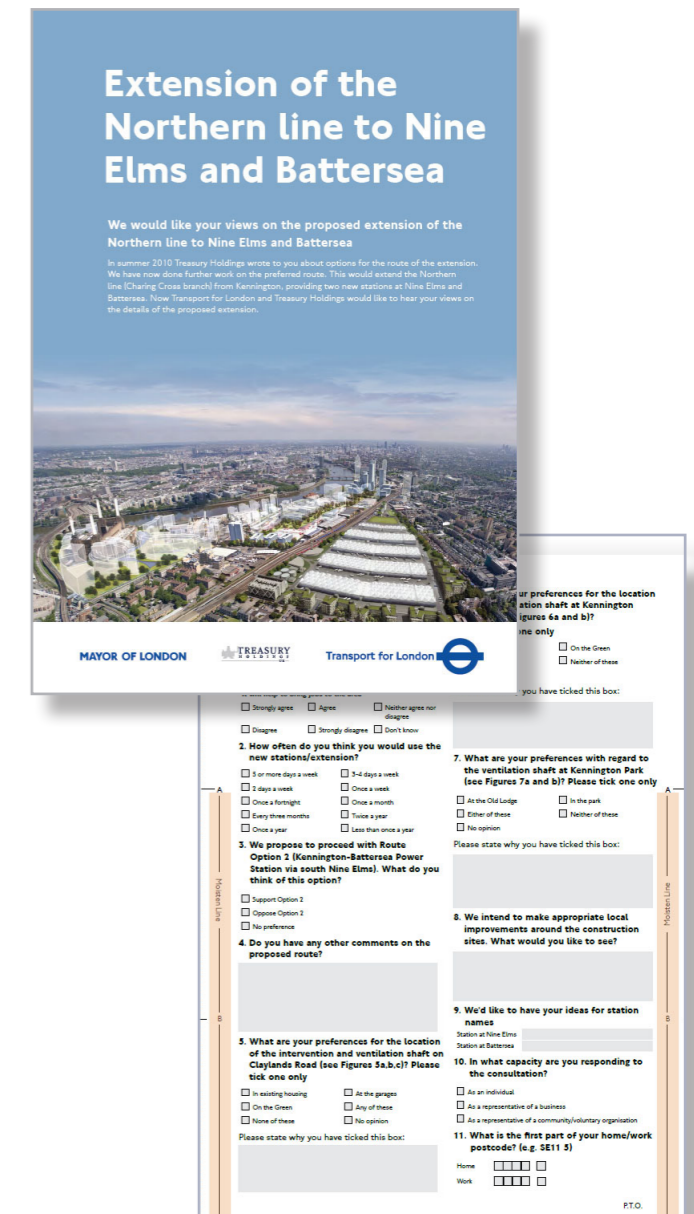 Extension of the
Northern line to Nine
Elms and Battersea
We would like your views on the proposed extension of the
Northern line to Nine Elms and Battersea
In summer 2010 Treasury Holdings wrote to you about options for the route of the extension.
We have now done further work on the preferred route. This would extend the Northern
line (Charing Cross branch) from Kennington, providing two new stations at Nine Elms and
Battersea. Now Transport for London and Treasury Holdings would like to hear your views on
the details of the proposed extension.
MAYOR OF LONDON
TREASURY
HOLDINGS
Transport for London
Strongly agree
Agree
Neither agree nor
disagree
Disagree
Strongly disagree
Don't know
2. How often do you think you would use the
new stations/extension?
5 or more days a week
3-4 days a week
2 days a week
Once a week
Once a fortnight
Once a month
Every three months
Twice a year
Once a year
Less than once a year
3. We propose to proceed with Route
Option 2 (Kennington-Battersea Power
Station via south Nine Elms). What do you
think of this option?
Support Option 2
Oppose Option 2
No preference
4. Do you have any other comments on the
proposed route?
5. What are your preferences for the location
of the intervention and ventilation shaft on
Claylands Road (see Figures 5a,b,c)? Please
tick one only
In existing housing
At the garages
On the Green
Any of these
None of these
No opinion
Please state why you have ticked this box:
ur preferences for the location
ation shaft at Kennington
igures 6a and b)?
one only
On the Green
Neither of these
you have ticked this box:
7. What are your preferences with regard to
the ventilation shaft at Kennington Park
(see Figures 7a and b)? Please tick one only
At the Old Lodge
In the park
Either of these
Neither of these
No opinion
Please state why you have ticked this box:
8. We intend to make appropriate local
improvements around the construction
sites. What would you like to see?
9. We'd like to have your ideas for station
names
Station at Nine Elms
Station at Battersea
10. In what capacity are you responding to
the consultation?
As an individual
As a representative of a business
As a representative of a community/voluntary organisation
11. What is the first part of your home/work
postcode? (e.g. SE11 5)
Home
Work
P.T.O.
A
Moisten Line
B
A
Moisten Line
B